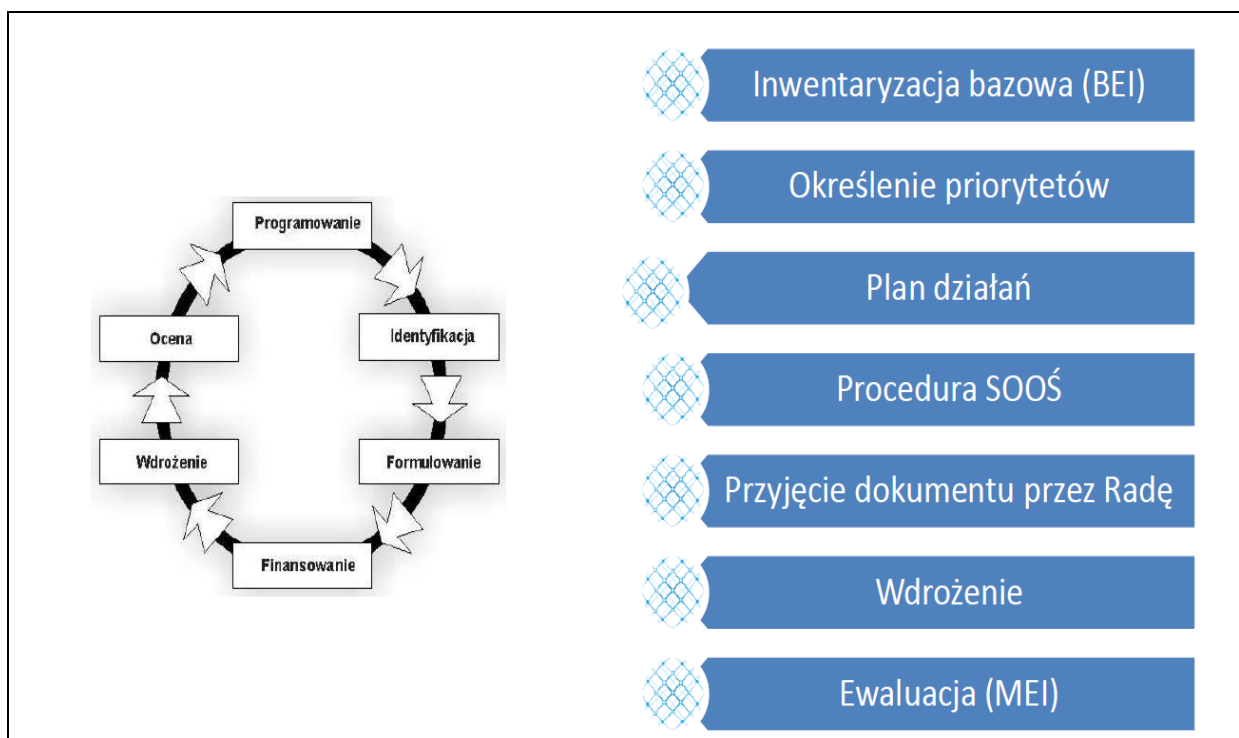 Programowanie
Identyfikacja
Formułowanie
Finansowanie
Wdrożenie
Ocena
Inwentaryzacja bazowa (BEI)
Określenie priorytetów
Plan działań
Procedura SOOŚ
Przyjęcie dokumentu przez Radę
Wdrożenie
Ewaluacja (MEI)